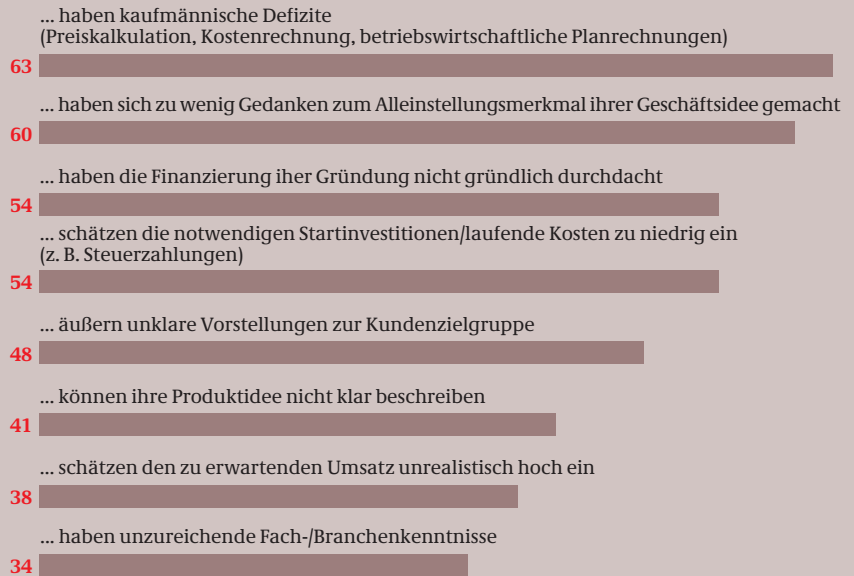 ... haben kaufmännische Defizite
(Preiskalkulation, Kostenrechnung, betriebswirtschaftliche Planrechnungen)
63
... haben sich zu wenig Gedanken zum Alleinstellungsmerkmal ihrer Geschäftsidee gemacht
60
... haben die Finanzierung iher Gründung nicht gründlich durchdacht
54
... schätzen die notwendigen Startinvestitionen/laufende Kosten zu niedrig ein
(z. B. Steuerzahlungen)
54
... äußern unklare Vorstellungen zur Kundenzielgruppe
48
... können ihre Produktidee nicht klar beschreiben
41
... schätzen den zu erwartenden Umsatz unrealistisch hoch ein
38
... haben unzureichende Fach-/Branchenkenntnisse
34